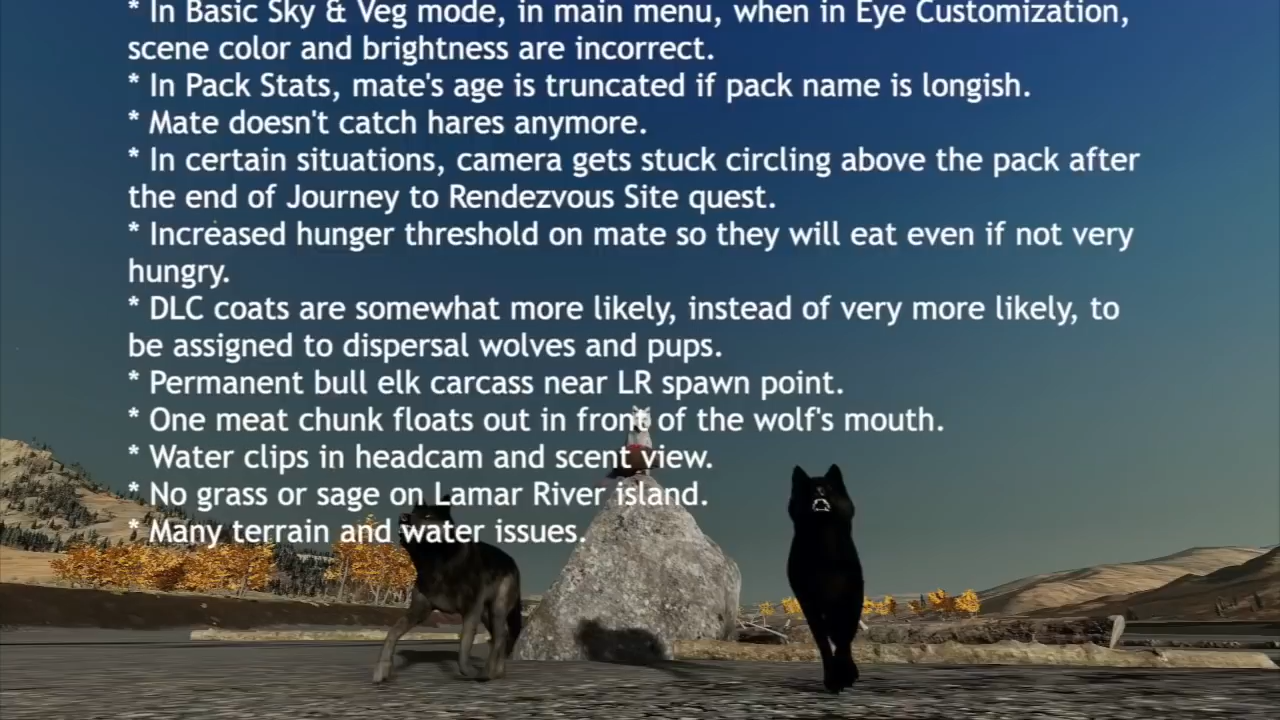 * In Basic Sky & Veg mode, in main menu, when in Eye Customization,
scene color and brightness are incorrect.
* In Pack Stats, mate's age is truncated if pack name is longish.
* Mate doesn't catch hares anymore.
* In certain situations, camera gets stuck circling above the pack after
the end of Journey to Rendezvous Site quest.
* Increased hunger threshold on mate so they will eat even if not very
hungry.
* DLC coats are somewhat more likely, instead of very more likely, to
be assigned to dispersal wolves and pups.
* Permanent bull elk carcass near LR spawn point.
* One meat chunk floats out in front of the wolf's mouth.
* Water clips in headcam and scent view.
* No grass or sage on Lamar River island.
* Many terrain and water issues.